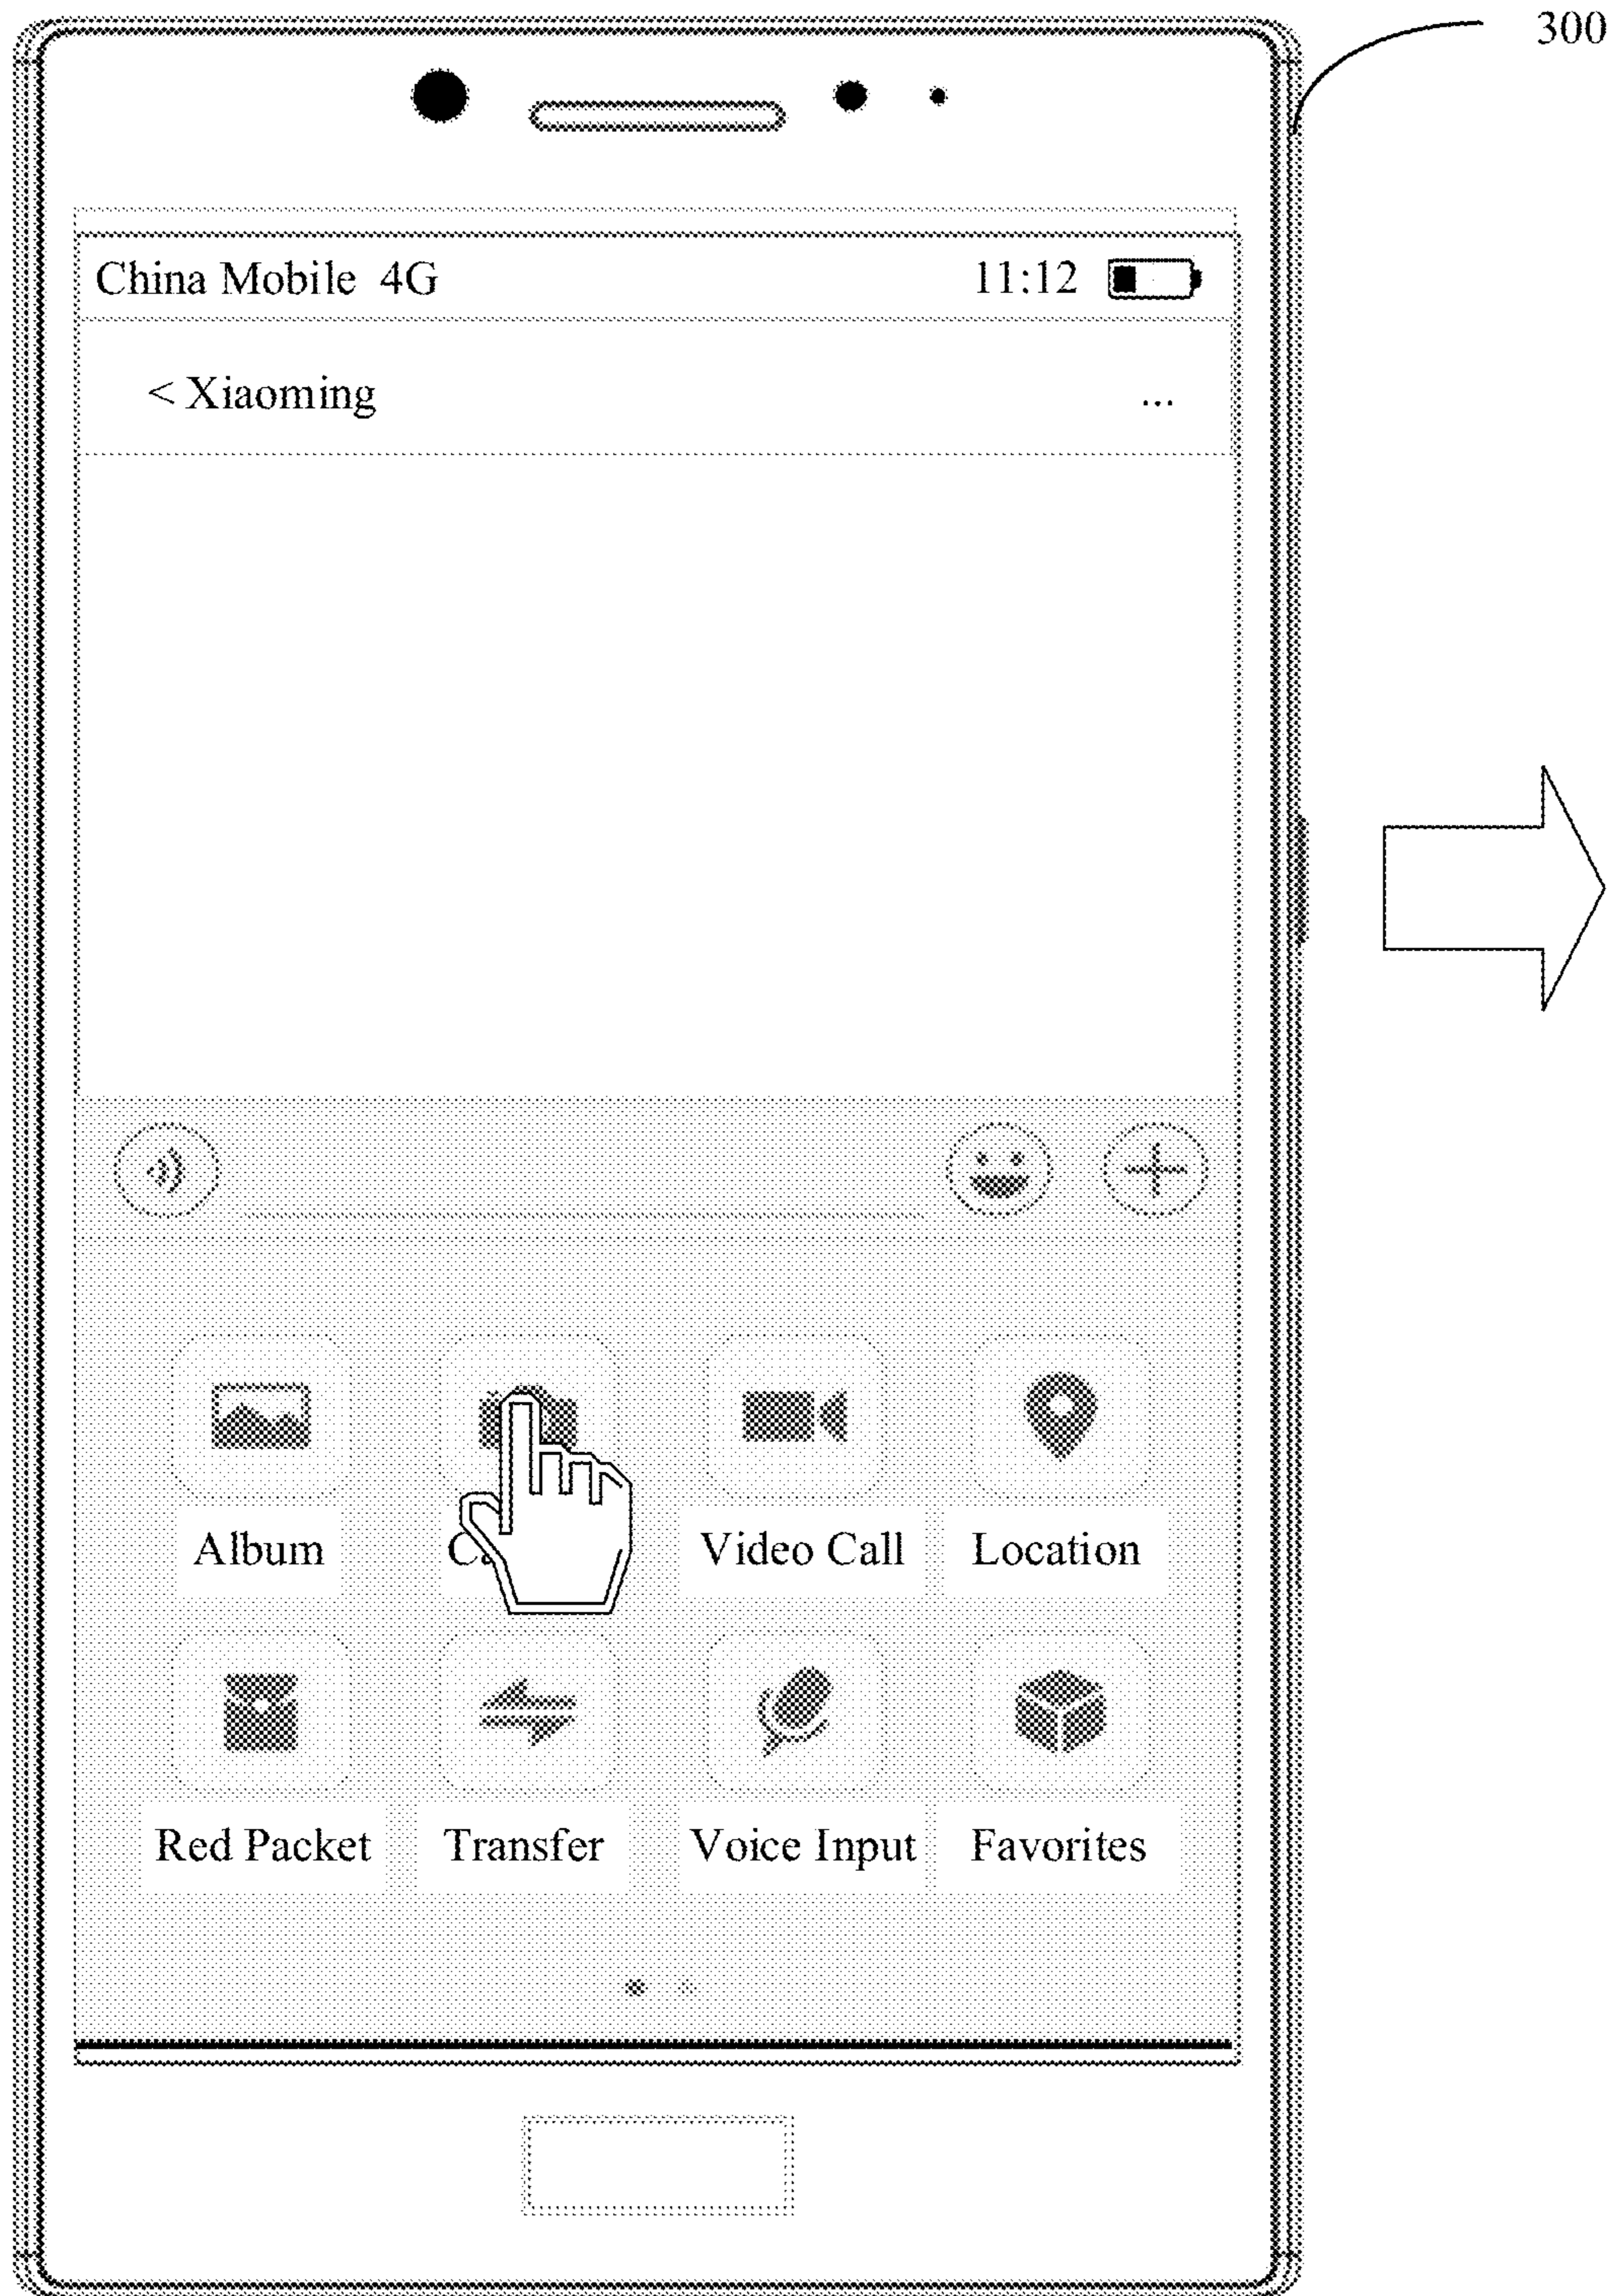 300
China Mobile 4G 11:12
< Xiaoming ...
Album Video Call Location
Red Packet Transfer Voice Input Favorites